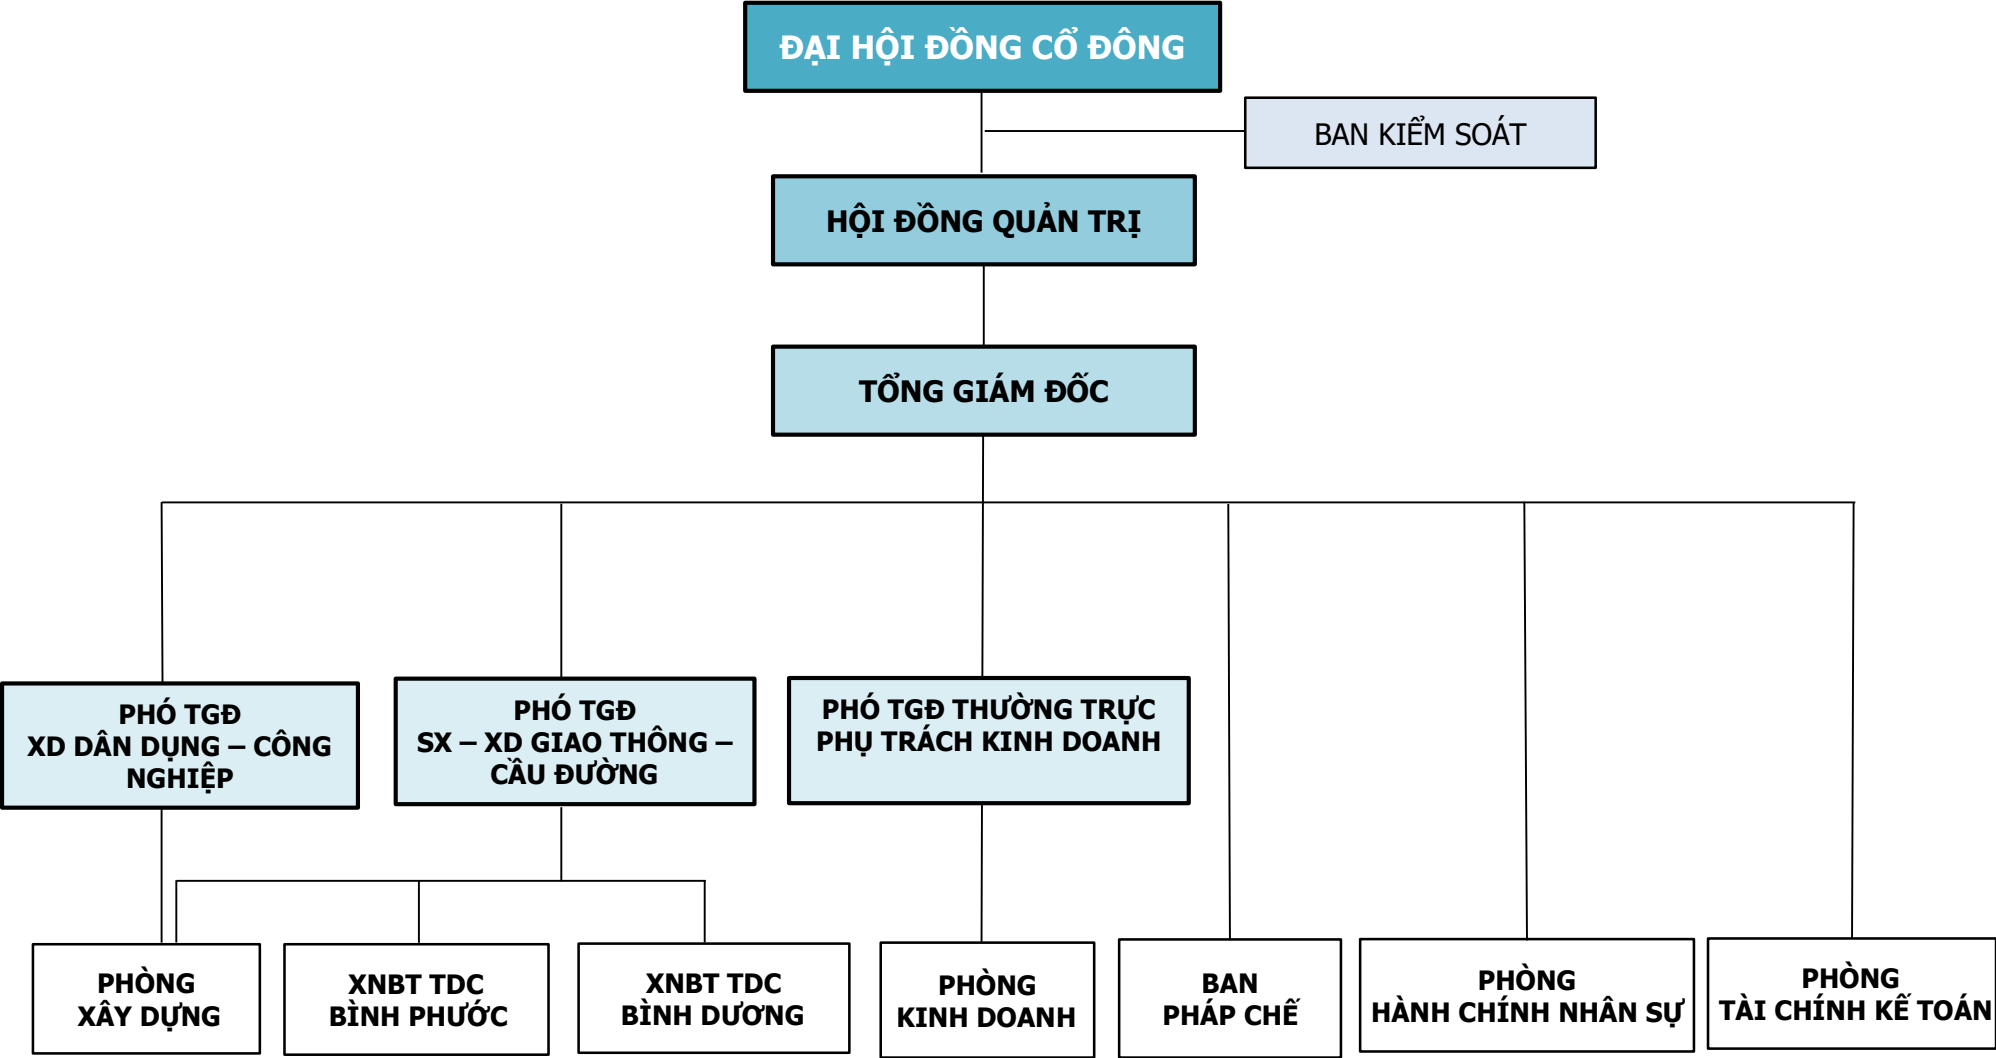 ĐẠI HỘI ĐỒNG CỔ ĐÔNG
BAN KIỂM SOÁT
HỘI ĐỒNG QUẢN TRỊ
TỔNG GIÁM ĐỐC
PHÓ TGĐ
XD DÂN DỤNG – CÔNG
NGHIỆP
PHÓ TGĐ
SX – XD GIAO THÔNG –
CẦU ĐƯỜNG
PHÓ TGĐ THƯỜNG TRỰC
PHỤ TRÁCH KINH DOANH
PHÒNG
XÂY DỰNG
XNBT TDC
BÌNH PHƯỚC
XNBT TDC
BÌNH DƯƠNG
PHÒNG
KINH DOANH
BAN
PHÁP CHẾ
PHÒNG
HÀNH CHÍNH NHÂN SỰ
PHÒNG
TÀI CHÍNH KẾ TOÁN